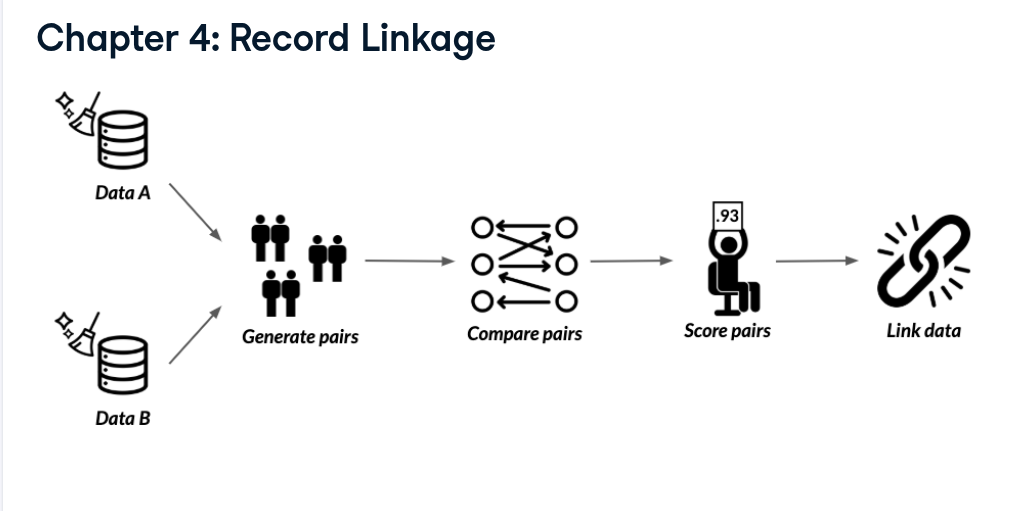 Chapter 4: Record Linkage
Data A
Data B
Generate pairs
Compare pairs
.93
Score pairs
Link data